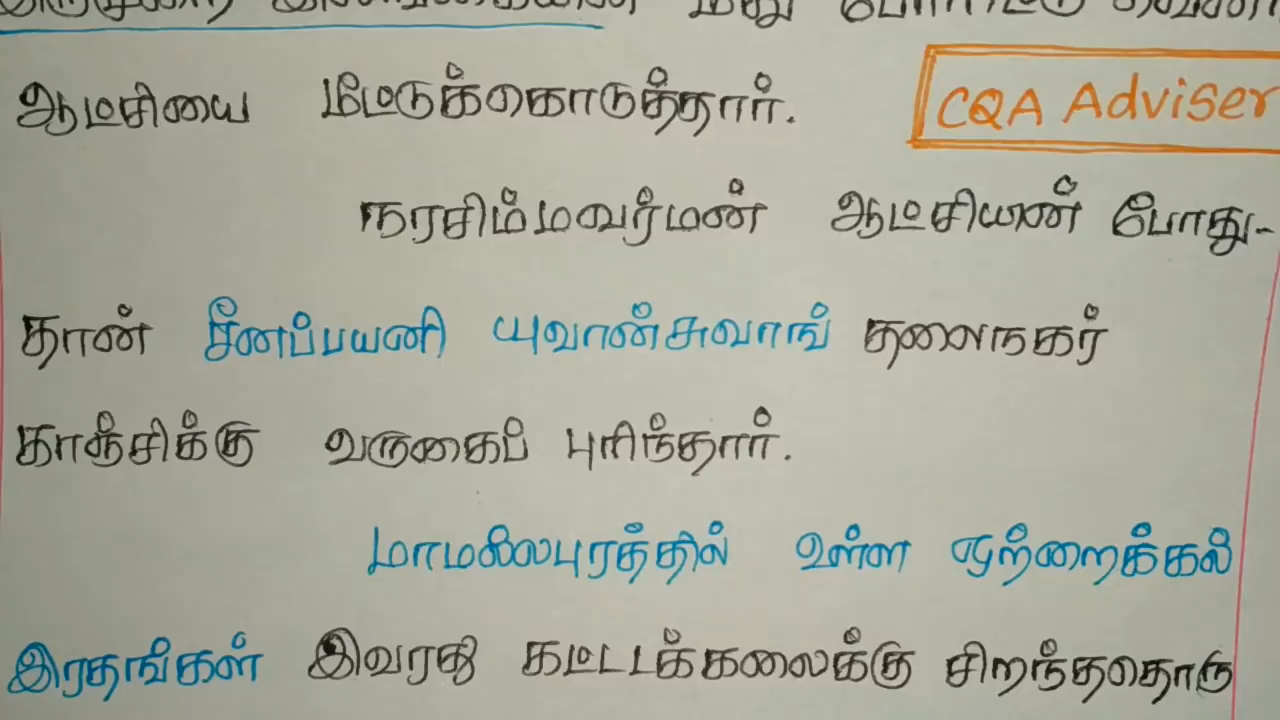 ஆட்சியை மீட்டுக்கொடுத்தார்.
CQA Adviser
நரசிம்மவர்மன் ஆட்சியின் போது-
தான் சீனப்பயணி யுவான்சுவாங் தலைநகர்
காஞ்சிக்கு வருகைப் புரிந்தார்.
மாமல்லபுரத்தில் உள்ள ஒற்றைக்கல்
இரதங்கள் இவரது கட்டடக்கலைக்கு சிறந்ததொரு